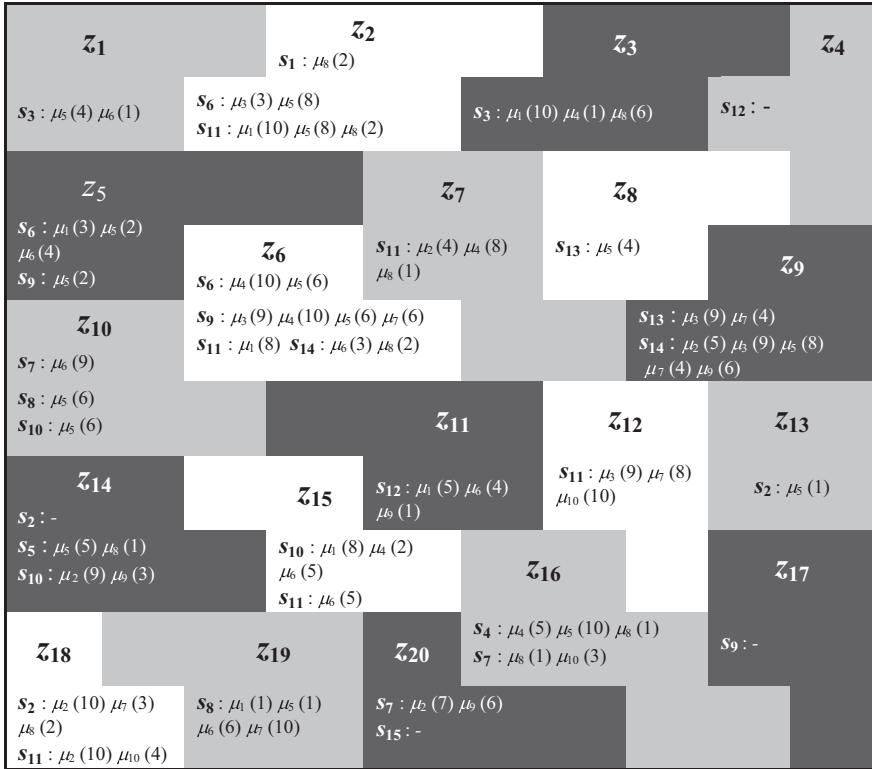 z1
s3 : μ5 (4) μ6 (1)
z2
s1 : μ8 (2)
s6 : μ3 (3) μ5 (8)
s11 : μ1 (10) μ5 (8) μ8 (2)
z3
s3 : μ1 (10) μ4 (1) μ8 (6)
z4
s12 : -
z5
s6 : μ1 (3) μ5 (2)
μ6 (4)
s9 : μ5 (2)
z6
s6 : μ4 (10) μ5 (6)
s9 : μ3 (9) μ4 (10) μ5 (6) μ7 (6)
s11 : μ1 (8) s14 : μ6 (3) μ8 (2)
z7
s11 : μ2 (4) μ4 (8)
μ8 (1)
z8
s13 : μ5 (4)
z9
s13 : μ3 (9) μ7 (4)
s14 : μ2 (5) μ3 (9) μ5 (8)
μ7 (4) μ9 (6)
z10
s7 : μ6 (9)
s8 : μ5 (6)
s10 : μ5 (6)
z11
s12 : μ1 (5) μ6 (4)
μ9 (1)
z12
s11 : μ3 (9) μ7 (8)
μ10 (10)
z13
s2 : μ5 (1)
z14
s2 : -
s5 : μ5 (5) μ8 (1)
s10 : μ2 (9) μ9 (3)
z15
s10 : μ1 (8) μ4 (2)
μ6 (5)
s11 : μ6 (5)
z16
s4 : μ4 (5) μ5 (10) μ8 (1)
s7 : μ8 (1) μ10 (3)
z17
s9 : -
z18
s2 : μ2 (10) μ7 (3)
μ8 (2)
s11 : μ2 (10) μ10 (4)
z19
s8 : μ1 (1) μ5 (1)
μ6 (6) μ7 (10)
z20
s7 : μ2 (7) μ9 (6)
s15 : -